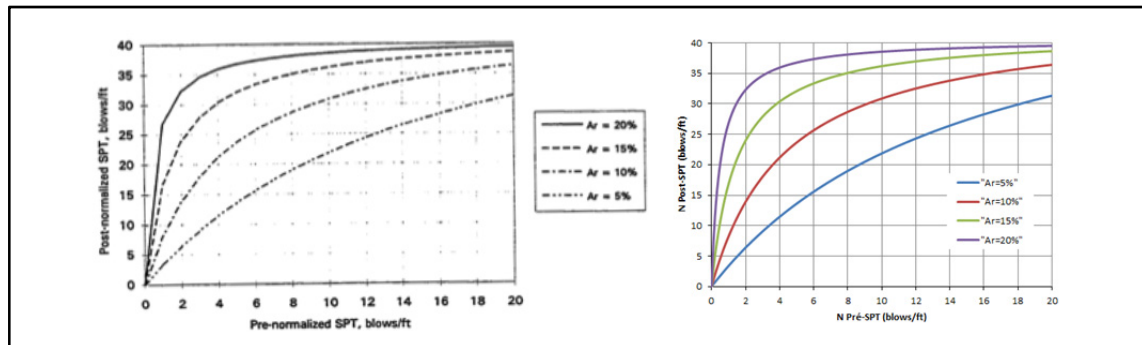 40
35
30
25
20
15
10
5
0
Post-normalized SPT, blows/ft
0 2 4 6 8 10 12 14 16 18 20
Pre-normalized SPT, blows/ft
Ar = 20%
Ar = 15%
Ar = 10%
Ar = 5%
40
35
30
25
20
15
10
5
0
N Post-SPT (blows/ft)
0 2 4 6 8 10 12 14 16 18 20
N Pré-SPT (blows/ft)
"Ar=5%"
"Ar=10%"
"Ar=15%"
"Ar=20%"